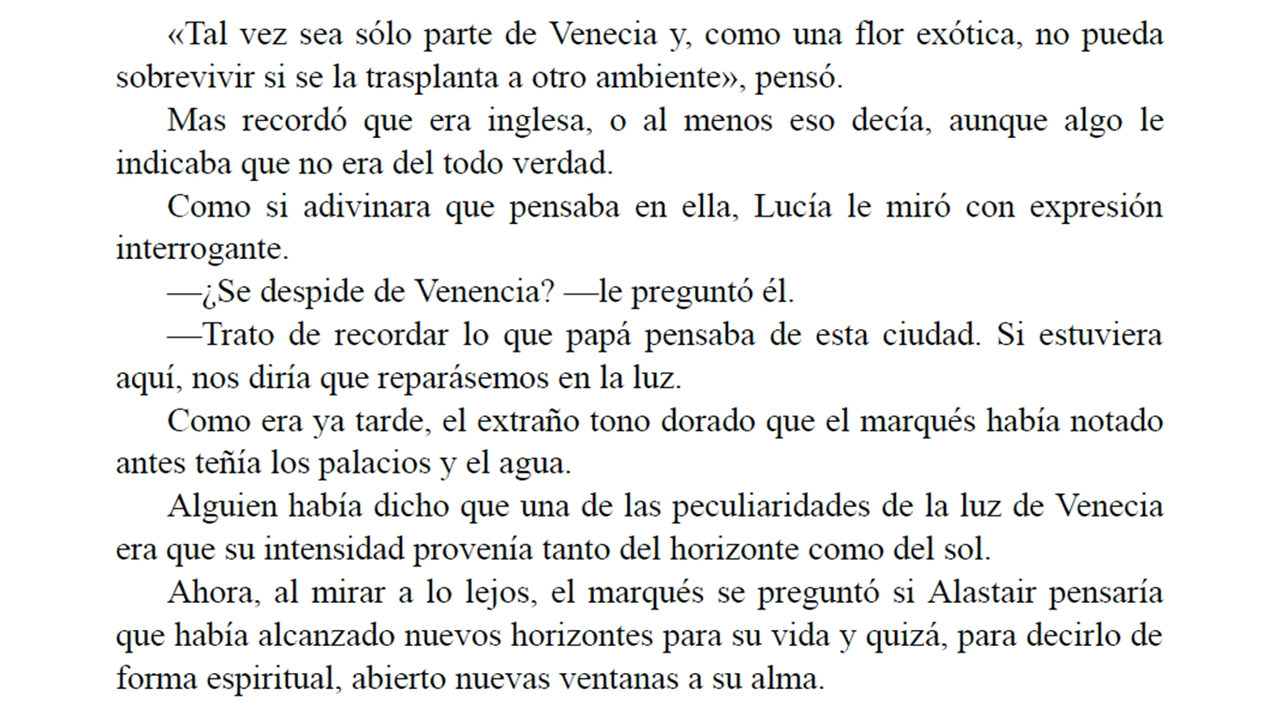 «Tal vez sea sólo parte de Venecia y, como una flor exótica, no pueda
sobrevivir si se la trasplanta a otro ambiente», pensó.
Mas recordó que era inglesa, o al menos eso decía, aunque algo le
indicaba que no era del todo verdad.
Como si adivinara que pensaba en ella, Lucía le miró con expresión
interrogante.
—¿Se despide de Venencia? —le preguntó él.
—Trato de recordar lo que papá pensaba de esta ciudad. Si estuviera
aquí, nos diría que reparásemos en la luz.
Como era ya tarde, el extraño tono dorado que el marqués había notado
antes teñía los palacios y el agua.
Alguien había dicho que una de las peculiaridades de la luz de Venecia
era que su intensidad provenía tanto del horizonte como del sol.
Ahora, al mirar a lo lejos, el marqués se preguntó si Alastair pensaría
que había alcanzado nuevos horizontes para su vida y quizá, para decirlo de
forma espiritual, abierto nuevas ventanas a su alma.